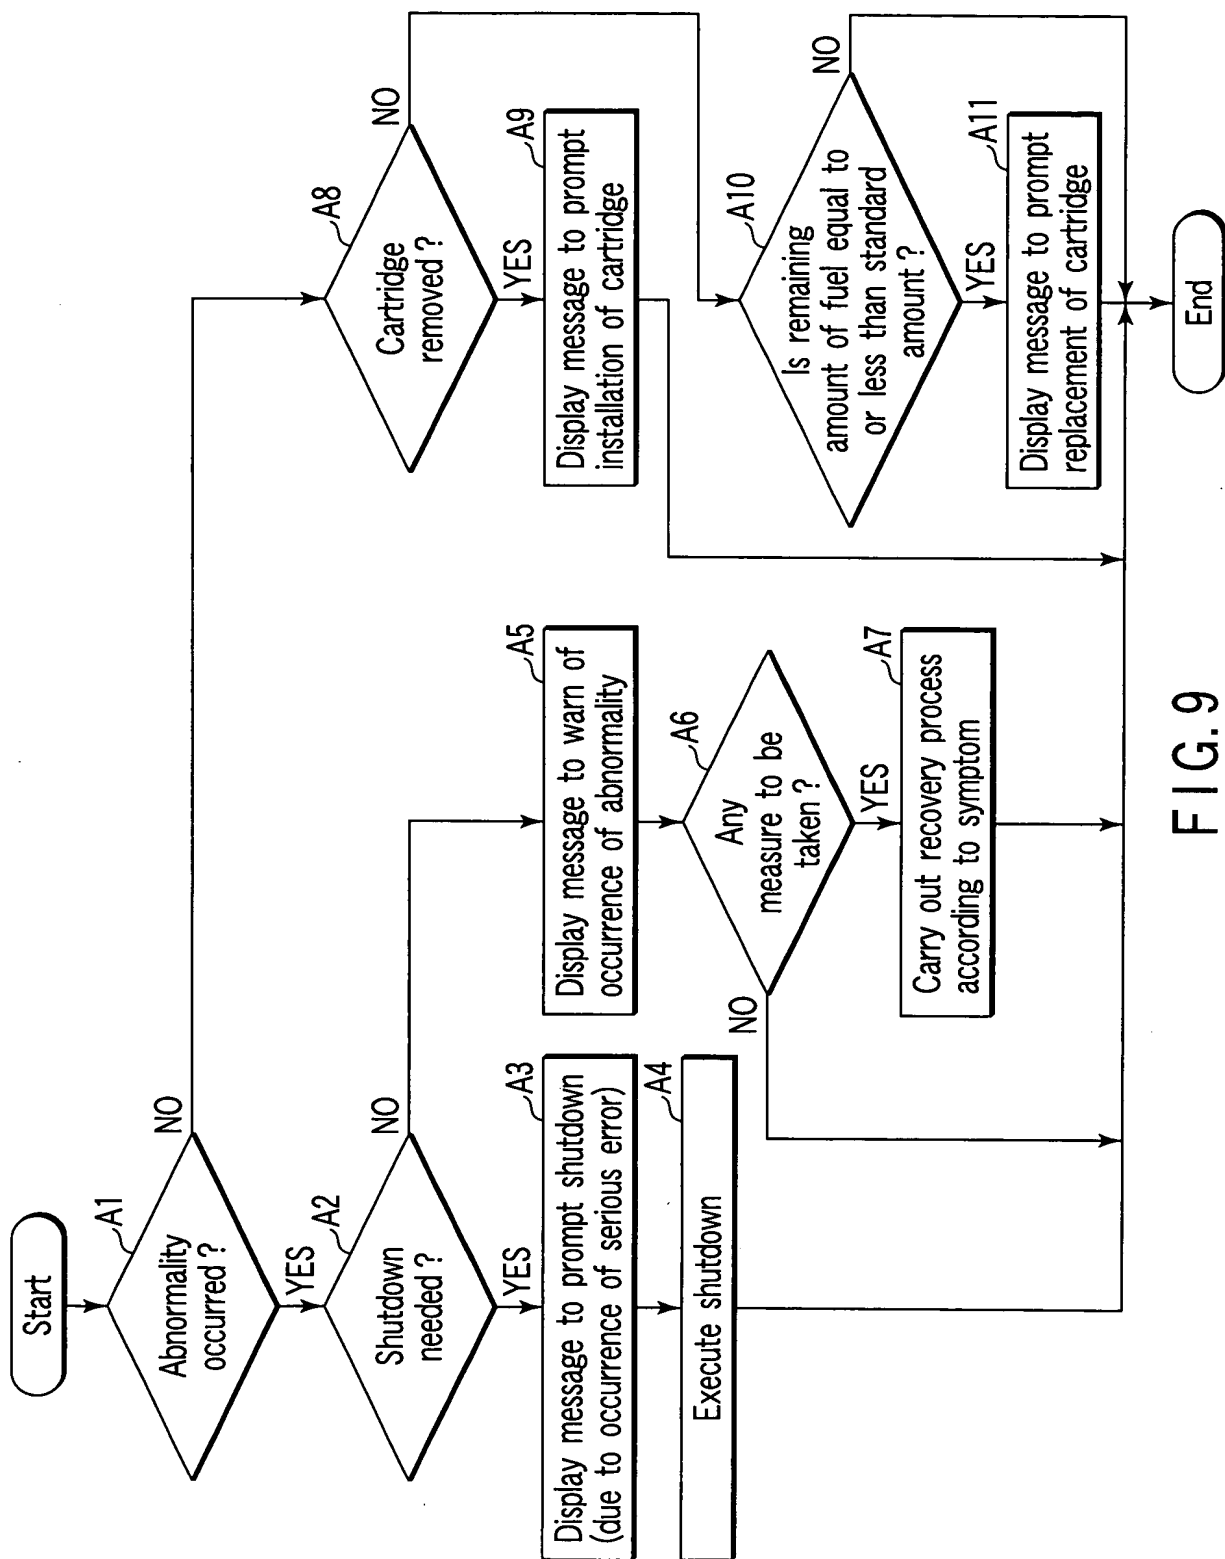 Start
A1
Abnormality
occurred ?
NO
YES
A2
Shutdown
needed ?
NO
YES
A3
Display message to prompt shutdown
(due to occurrence of serious error)
A4
Execute shutdown
A5
Display message to warn of
occurrence of abnormality
A6
Any
measure to be
taken ?
NO
YES
A7
Carry out recovery process
according to symptom
A8
Cartridge
removed ?
NO
YES
A9
Display message to prompt
installation of cartridge
A10
Is remaining
amount of fuel equal to
or less than standard
amount ?
NO
YES
A11
Display message to prompt
replacement of cartridge
End
FIG. 9